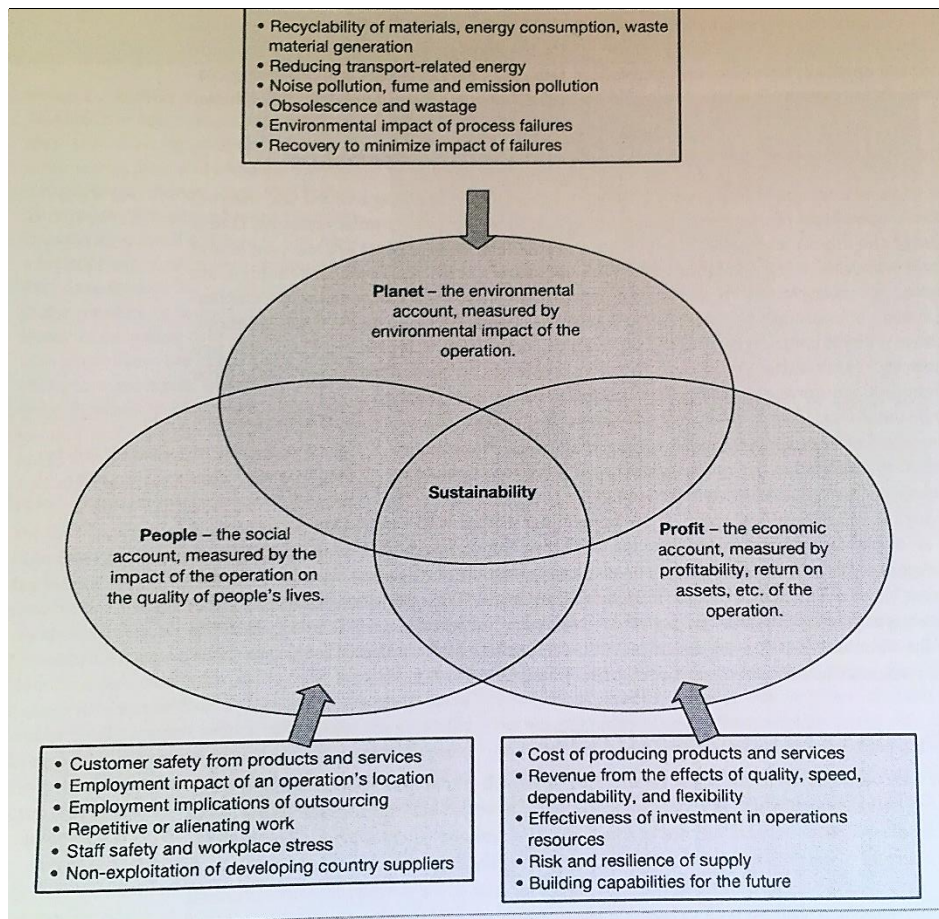 • Recyclability of materials, energy consumption, waste
material generation
• Reducing transport-related energy
• Noise pollution, fume and emission pollution
• Obsolescence and wastage
• Environmental impact of process failures
• Recovery to minimize impact of failures
Planet – the environmental
account, measured by
environmental impact of the
operation.
Sustainability
People – the social
account, measured by the
impact of the operation on
the quality of people's lives.
Profit – the economic
account, measured by
profitability, return on
assets, etc. of the
operation.
• Customer safety from products and services
• Employment impact of an operation's location
• Employment implications of outsourcing
• Repetitive or alienating work
• Staff safety and workplace stress
• Non-exploitation of developing country suppliers
• Cost of producing products and services
• Revenue from the effects of quality, speed,
dependability, and flexibility
• Effectiveness of investment in operations
resources
• Risk and resilience of supply
• Building capabilities for the future